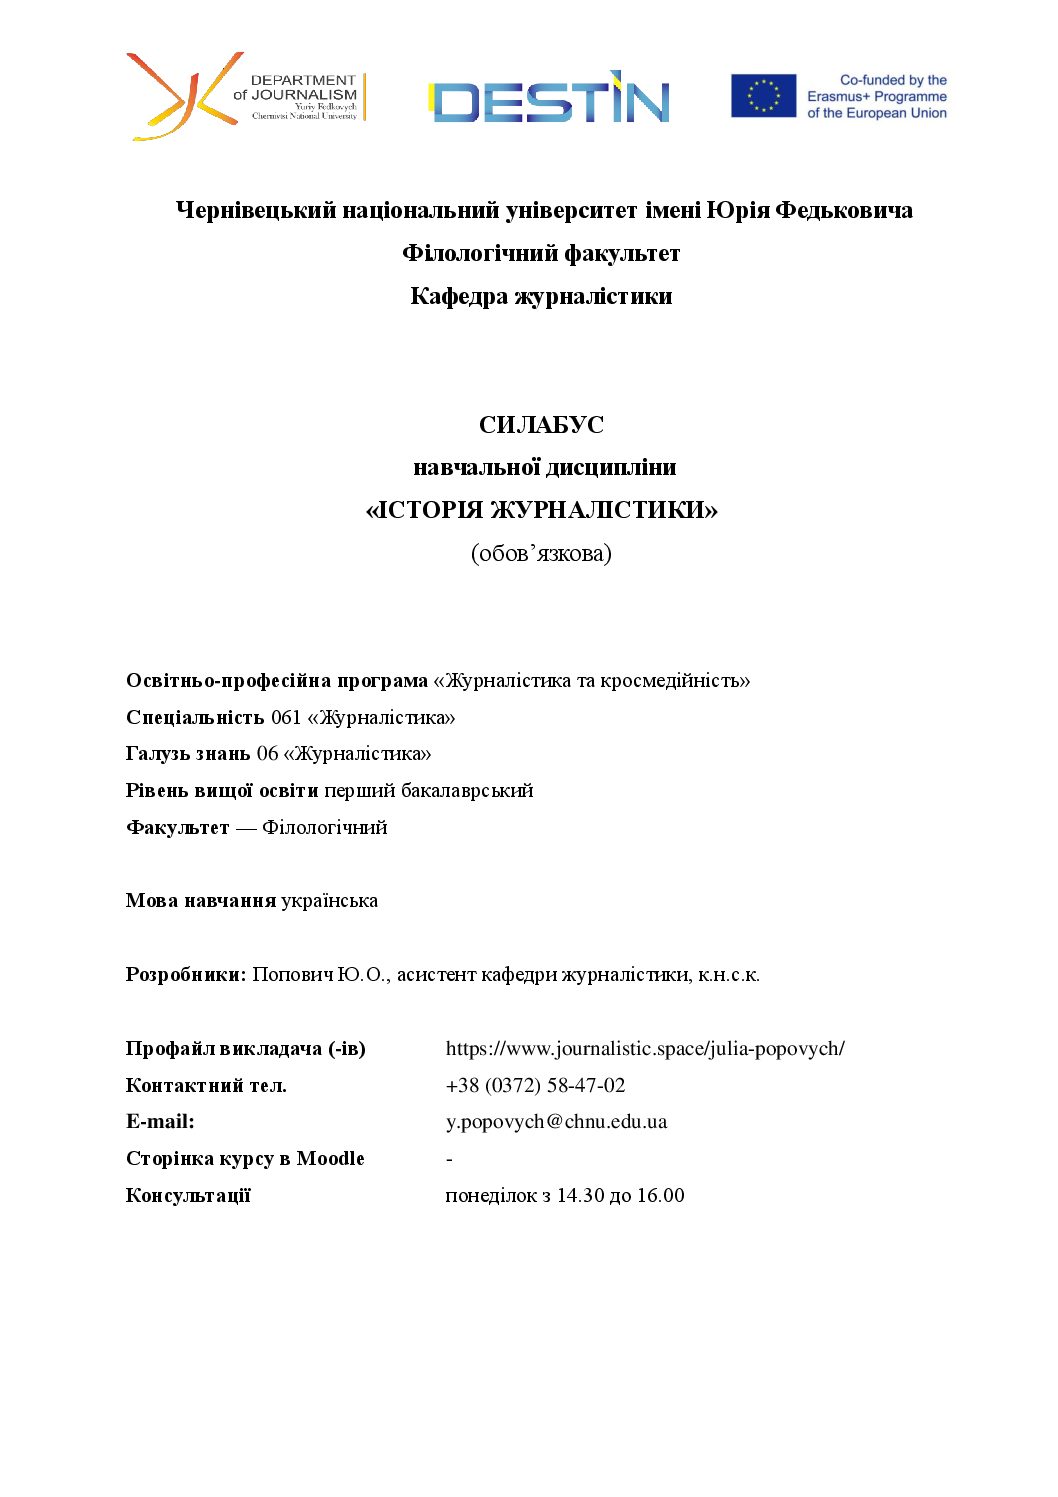 DEPARTMENT
of JOURNALISM
Yuriy Fedkovych
Chernivtsi National University
DESTIN
Co-funded by the
Erasmus+ Programme
of the European Union
Чернівецький національний університет імені Юрія Федьковича
Філологічний факультет
Кафедра журналістики
СИЛАБУС
навчальної дисципліни
«ІСТОРІЯ ЖУРНАЛІСТИКИ»
(обов’язкова)
Освітньо-професійна програма «Журналістика та кросмедійність»
Спеціальність 061 «Журналістика»
Галузь знань 06 «Журналістика»
Рівень вищої освіти перший бакалаврський
Факультет — Філологічний
Мова навчання українська
Розробники: Попович Ю.О., асистент кафедри журналістики, к.н.с.к.
Профайл викладача (-ів) https://www.journalistic.space/julia-popovych/
Контактний тел. +38 (0372) 58-47-02
E-mail: y.popovych@chnu.edu.ua
Сторінка курсу в Moodle -
Консультації понеділок з 14.30 до 16.00